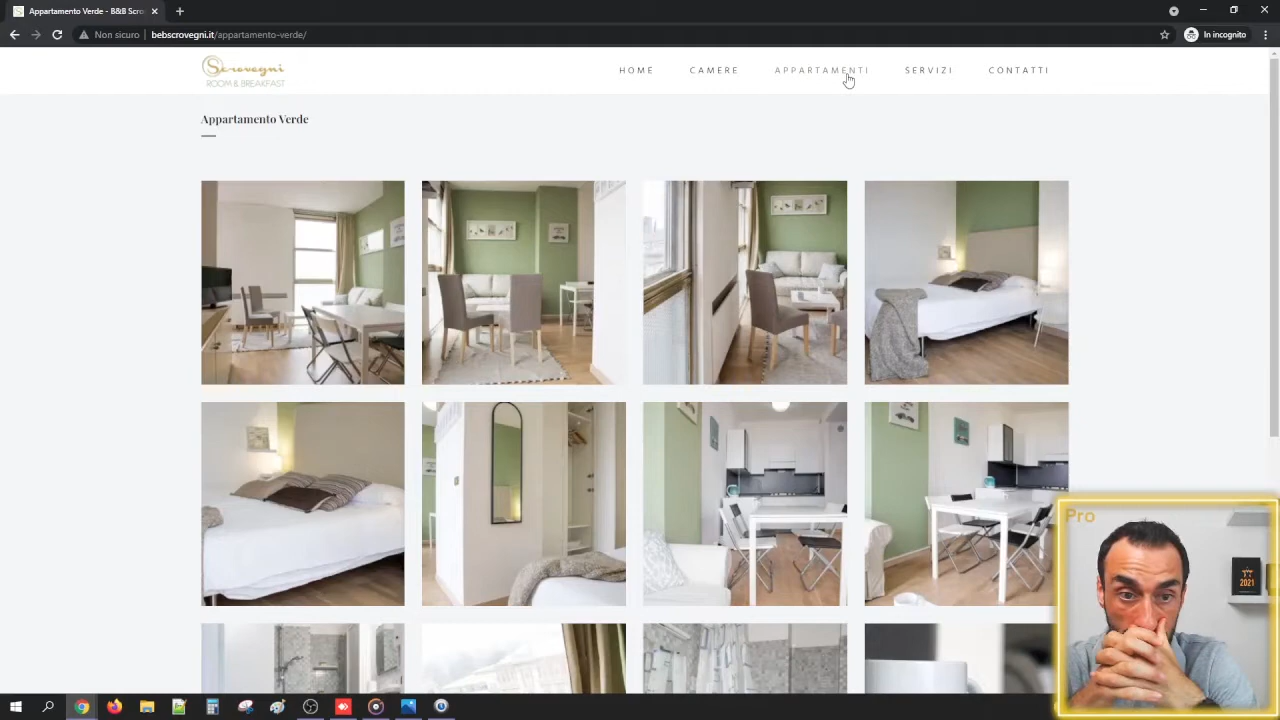 Appartamento Verde - B&B Scro
Non sicuro
bebscrovegni.it/appartamento-verde/
In incognito
Scrovegni
ROOM & BREAKFAST
HOME
CAMERE
APPARTAMENTI
SERVIZI
CONTATTI
Appartamento Verde
Pro
2021